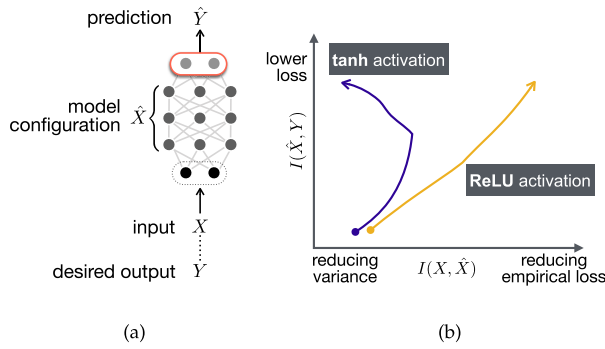 prediction Ŷ
model
configuration X̂
input X
desired output Y
(a)
lower
loss
tanh activation
I(X̂, Y)
ReLU activation
reducing
variance
I(X, X̂)
reducing
empirical loss
(b)